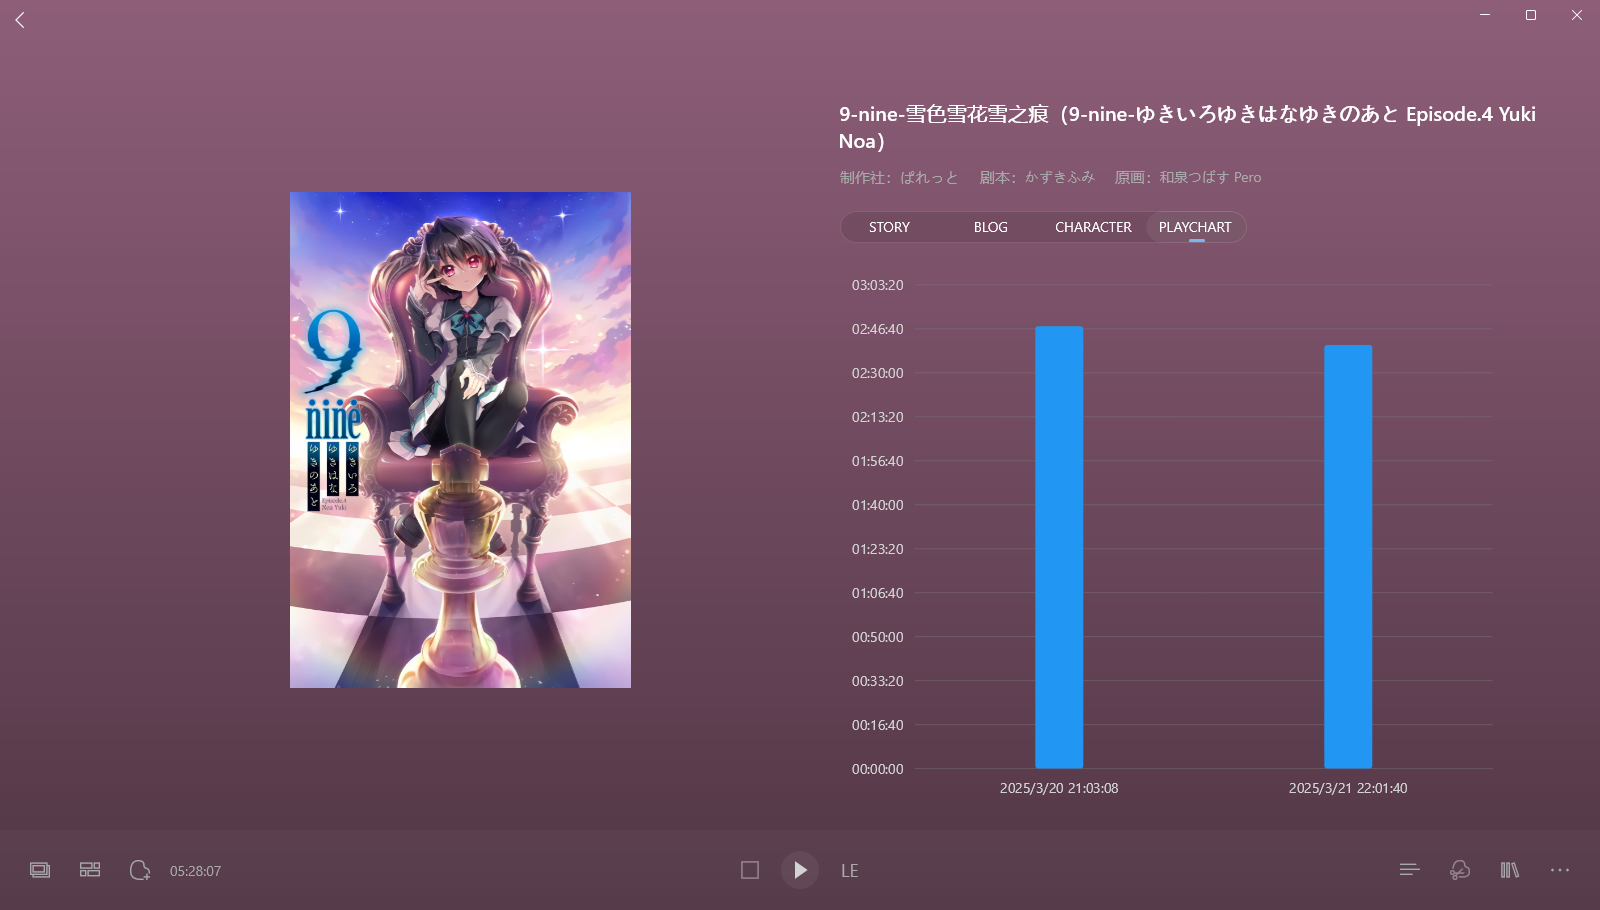 9-nine-雪色雪花雪之痕（9-nine-ゆきいろゆきはなゆきのあと Episode.4 Yuki
Noa）
制作社：ぱれっと 剧本：かずきふみ 原画：和泉つばす Pero
STORY BLOG CHARACTER PLAYCHART
9
nine
ゆきいろ
ゆきはな
ゆきのあと
Episode.4
Noa Yuki
03:03:20
02:46:40
02:30:00
02:13:20
01:56:40
01:40:00
01:23:20
01:06:40
00:50:00
00:33:20
00:16:40
00:00:00
2025/3/20 21:03:08 2025/3/21 22:01:40
05:28:07
LE